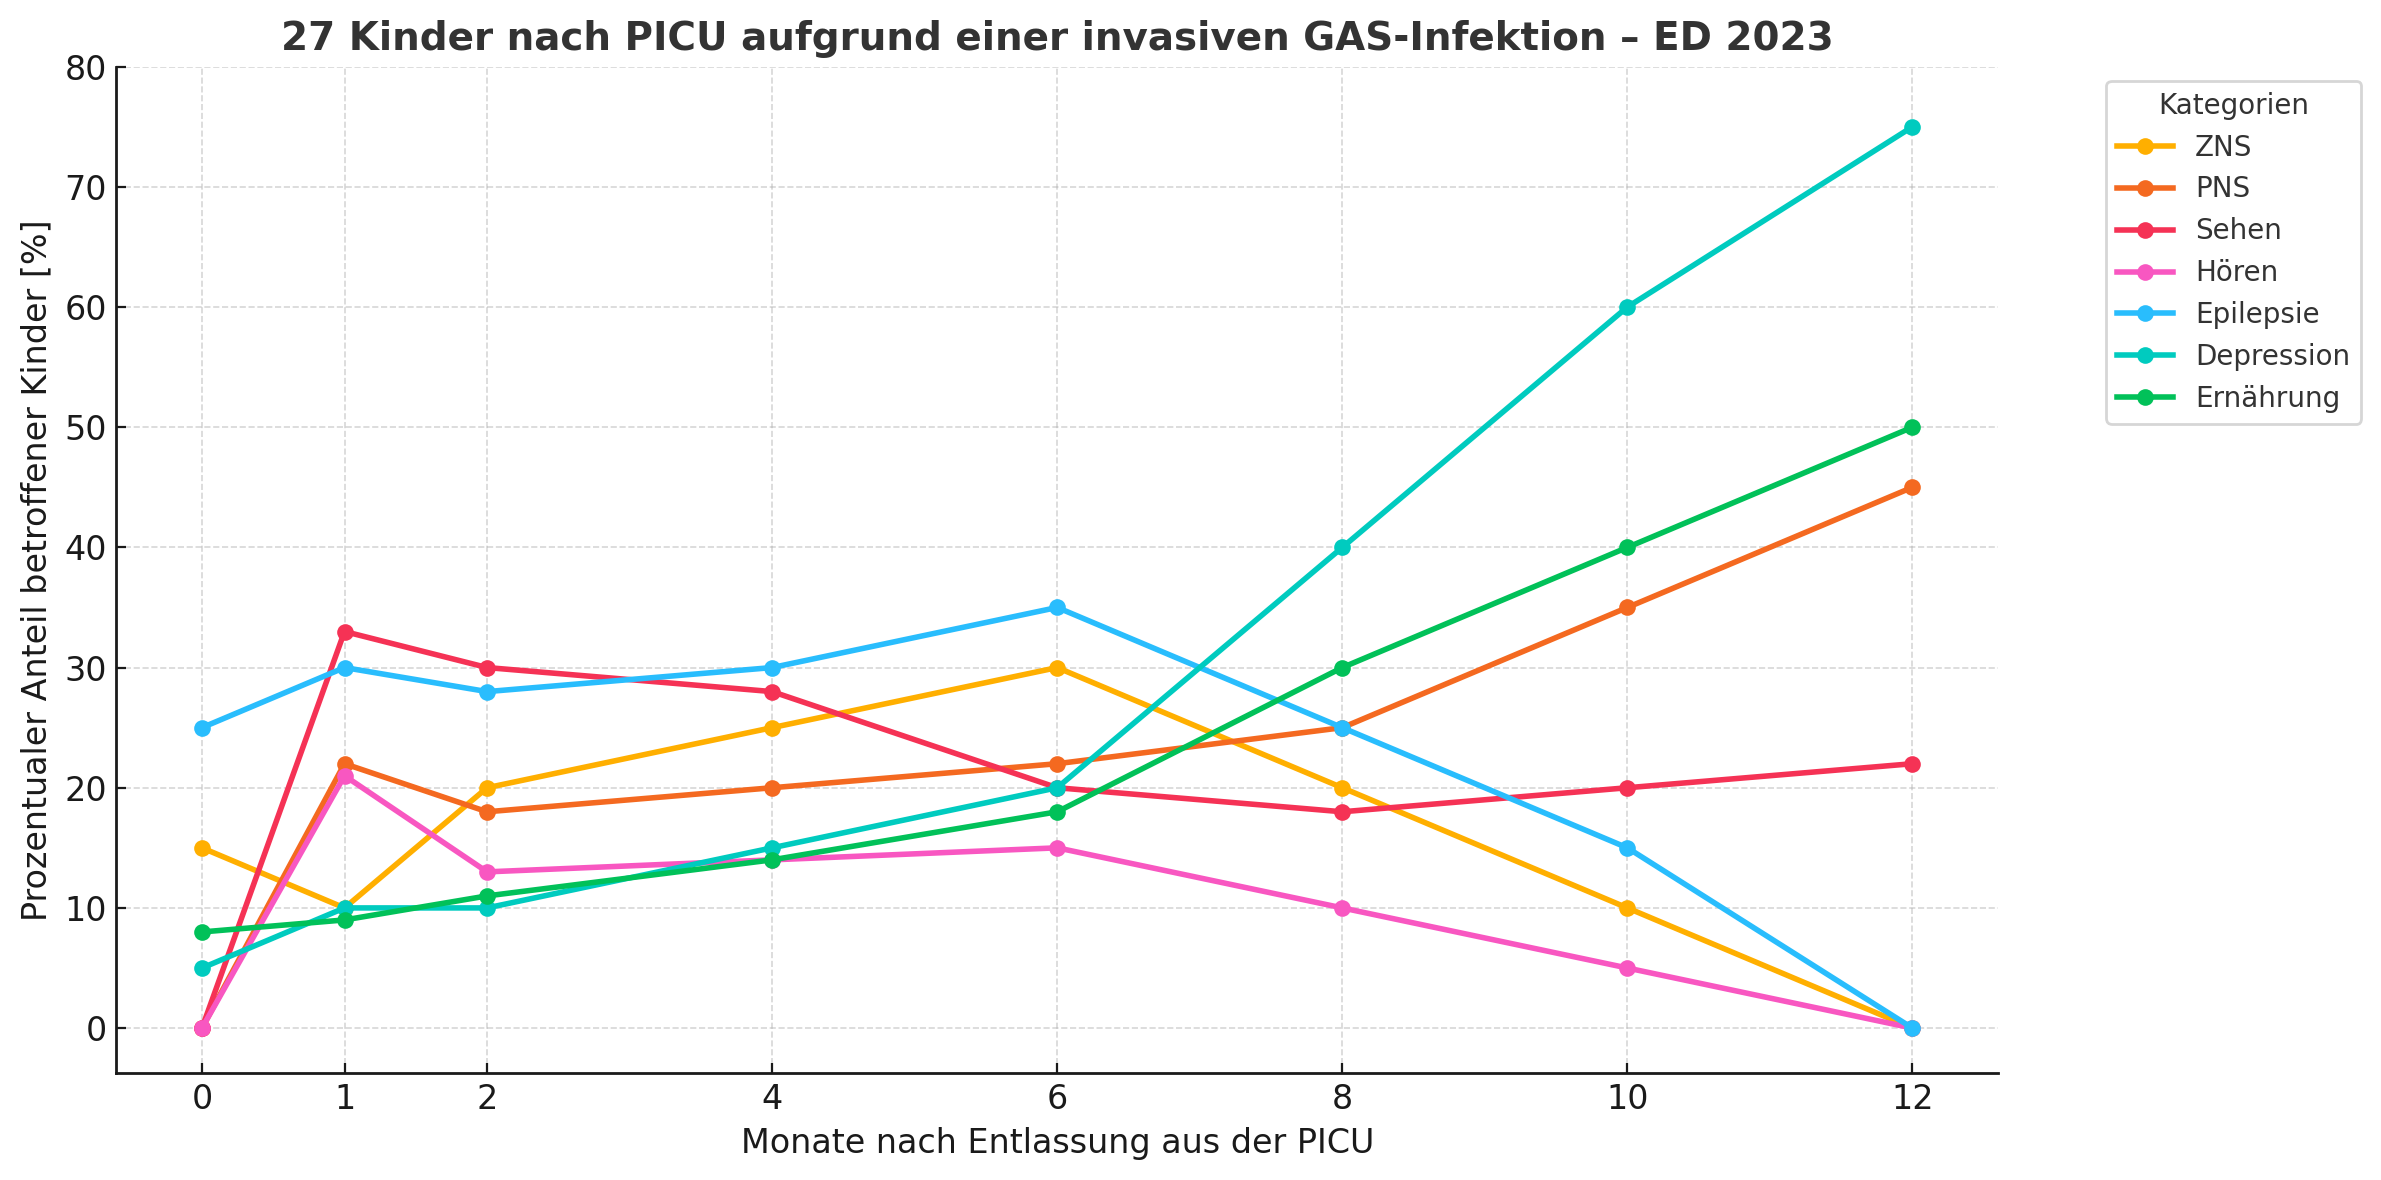 27 Kinder nach PICU aufgrund einer invasiven GAS-Infektion – ED 2023
Prozentualer Anteil betroffener Kinder [%]
80
70
60
50
40
30
20
10
0
0 1 2 4 6 8 10 12
Monate nach Entlassung aus der PICU
Kategorien
ZNS
PNS
Sehen
Hören
Epilepsie
Depression
Ernährung